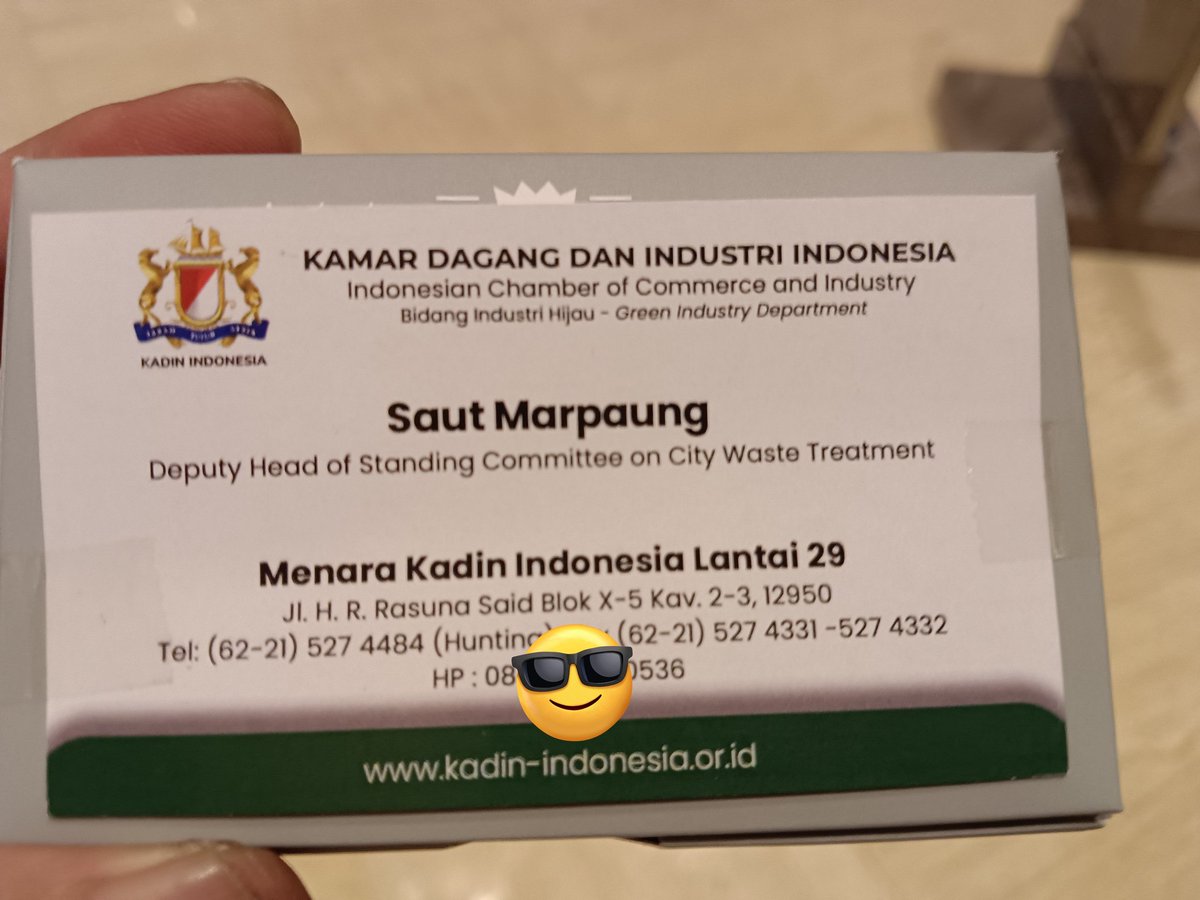 KAMAR DAGANG DAN INDUSTRI INDONESIA
Indonesian Chamber of Commerce and Industry
Bidang Industri Hijau - Green Industry Department
KADIN INDONESIA
Saut Marpaung
Deputy Head of Standing Committee on City Waste Treatment
Menara Kadin Indonesia Lantai 29
Jl. H. R. Rasuna Said Blok X-5 Kav. 2-3, 12950
Tel: (62-21) 527 4484 (Hunting (62-21) 527 4331 -527 4332
HP : 08 0536
www.kadin-indonesia.or.id